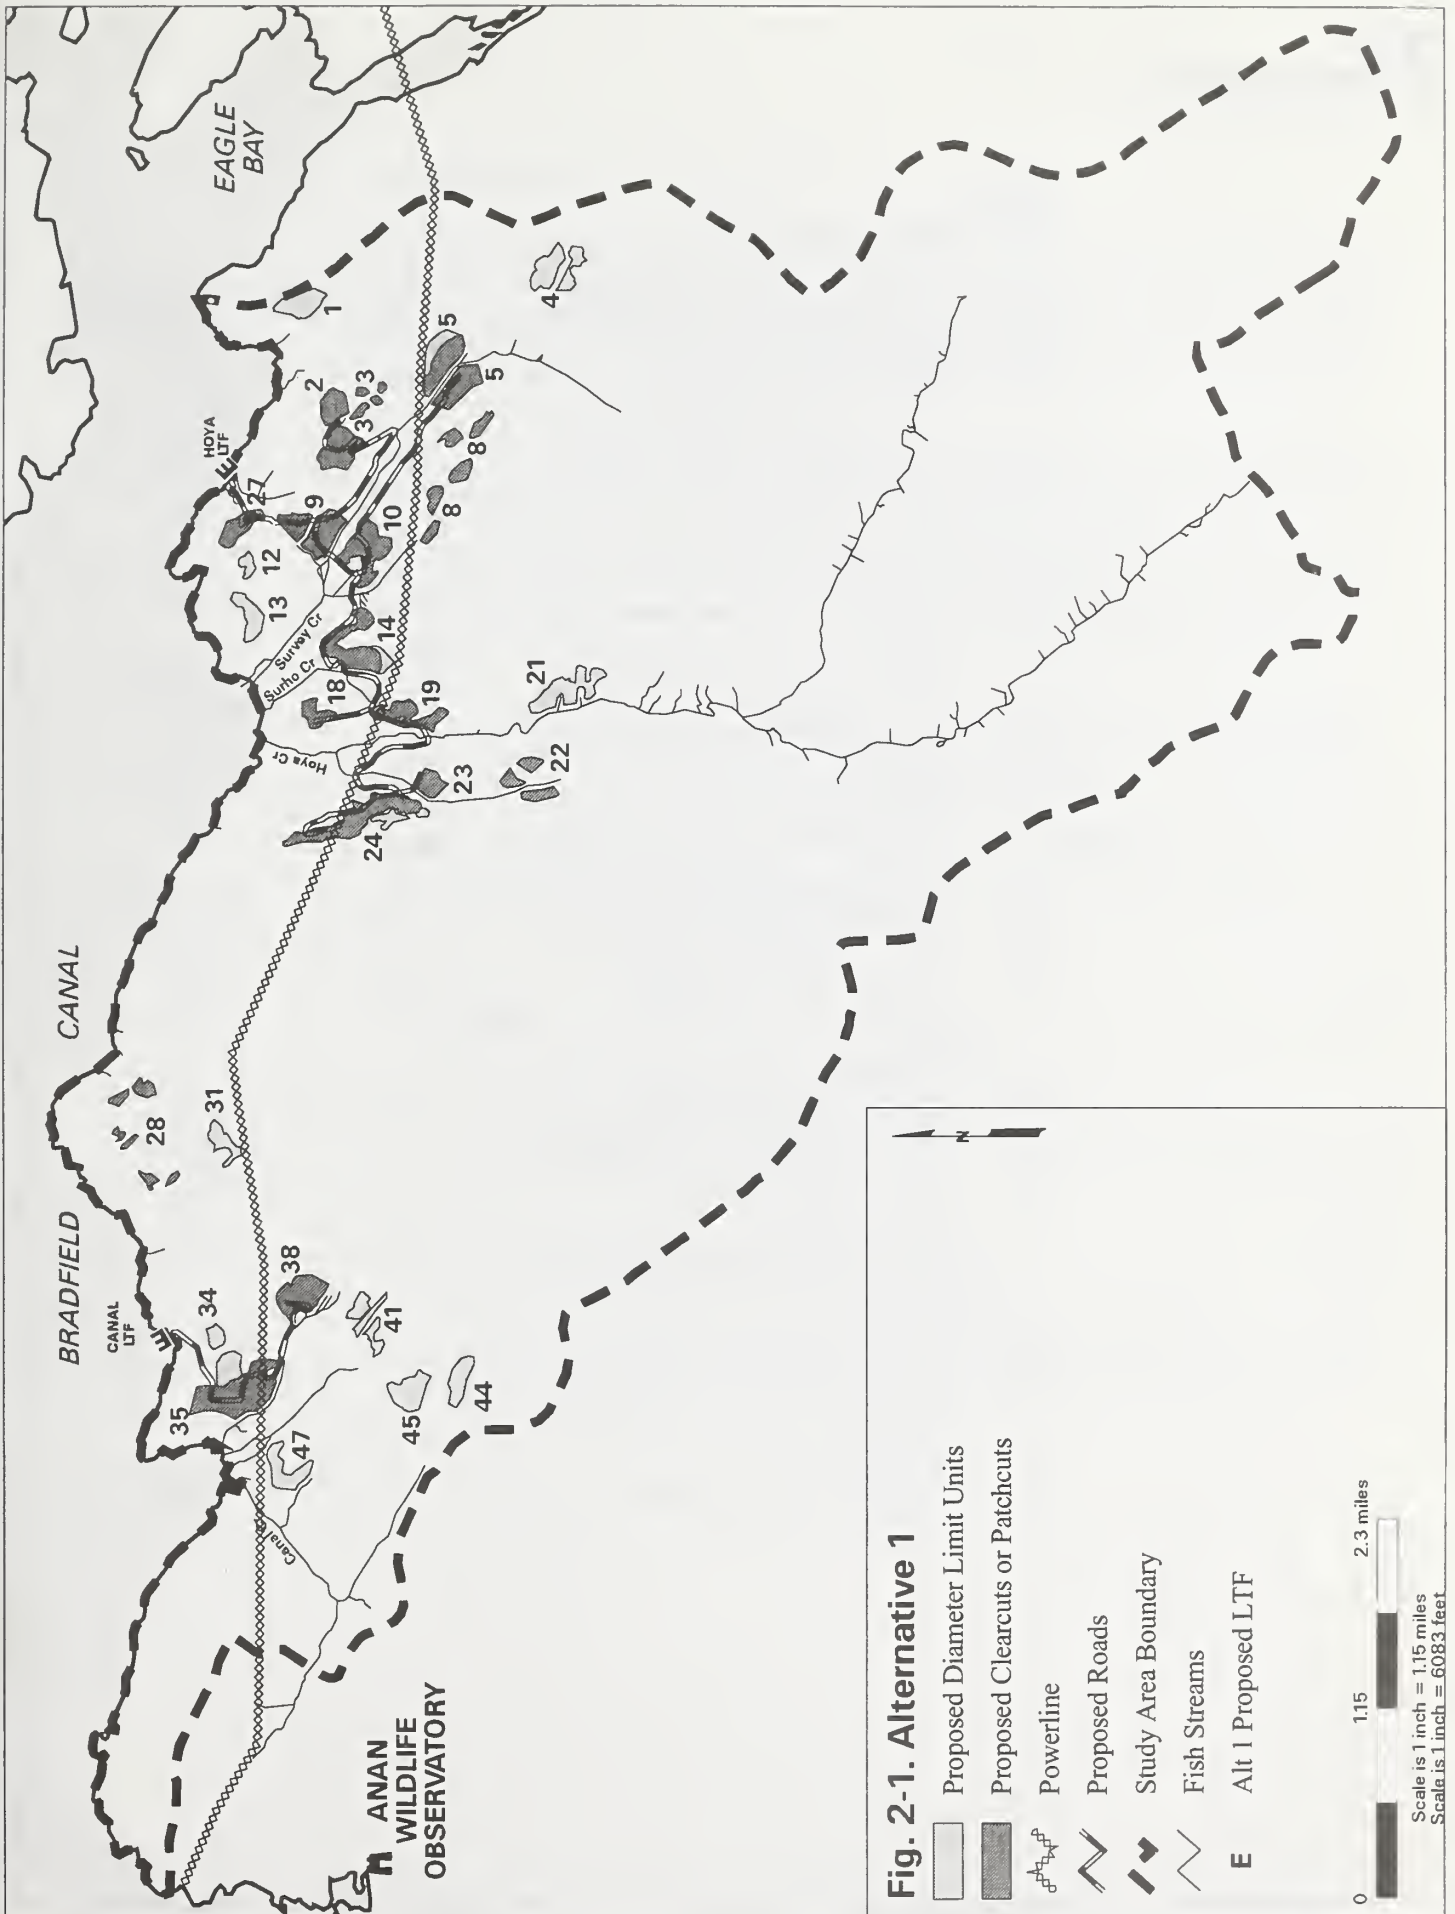 BRADFIELD
CANAL
EAGLE
BAY
HOYA
LTF
CANAL
LTF
1
2
3
3
4
5
5
8
8
9
10
12
13
14
18
19
21
22
23
24
27
28
31
34
35
38
41
44
45
47
Survey Cr
Surho Cr
Hoya Cr
ANAN
WILDLIFE
OBSERVATORY
Fig. 2-1. Alternative 1
Proposed Diameter Limit Units
Proposed Clearcuts or Patchcuts
Powerline
Proposed Roads
Study Area Boundary
Fish Streams
E Alt 1 Proposed LTF
N
0 1.15 2.3 miles
Scale is 1 inch = 1.15 miles
Scale is 1 inch = 6083 feet